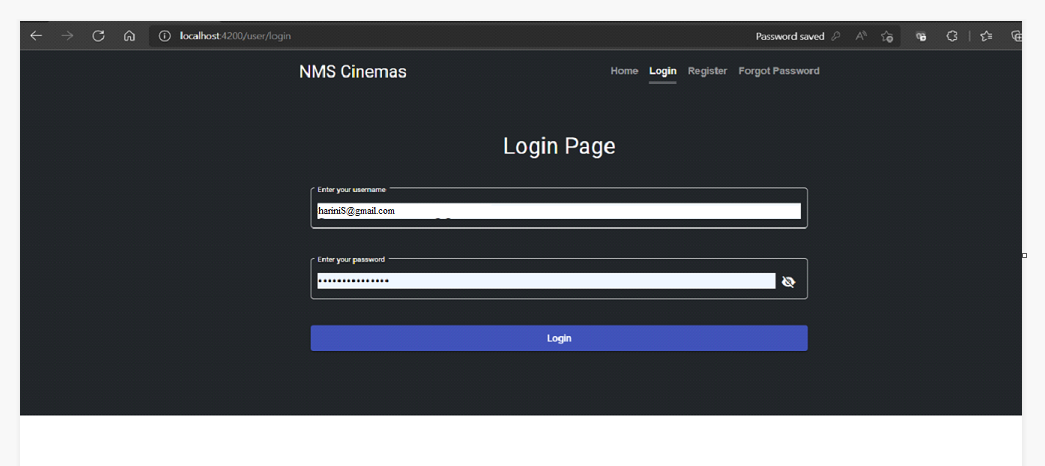 localhost:4200/user/login Password saved
NMS Cinemas Home Login Register Forgot Password
Login Page
Enter your username
hariniS@gmail.com
Enter your password
•••••••••••••••
Login